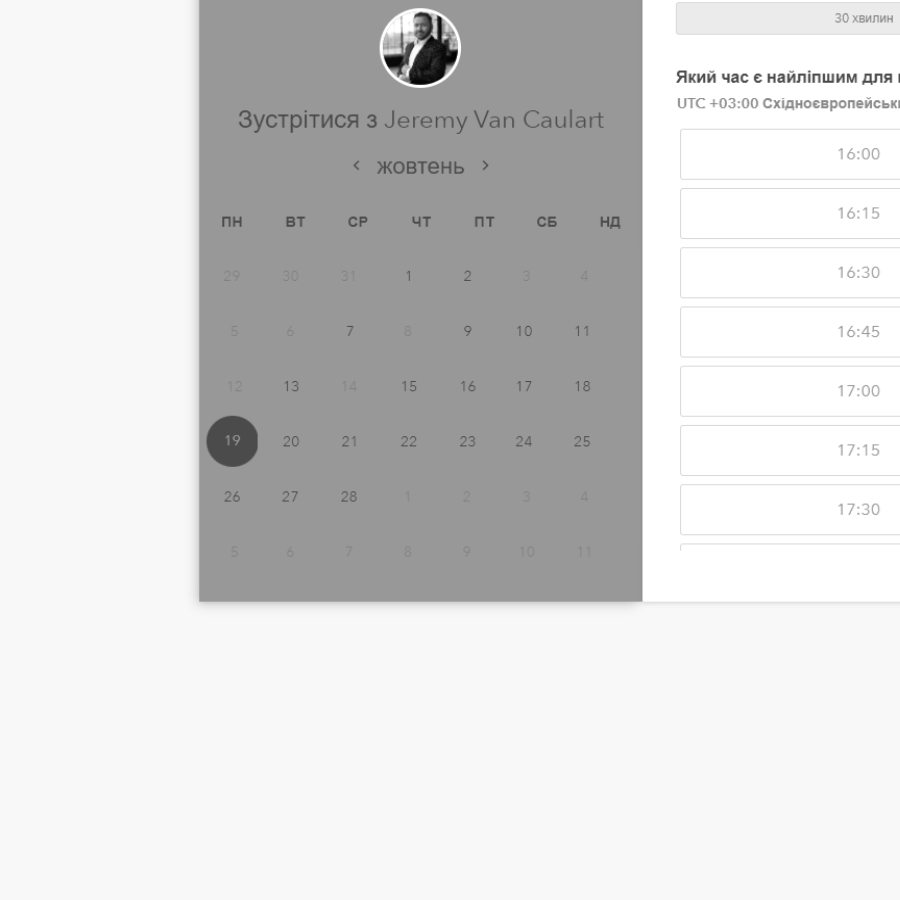 Зустрітися з Jeremy Van Caulart
жовтень
ПН ВТ СР ЧТ ПТ СБ НД
29 30 31 1 2 3 4
5 6 7 8 9 10 11
12 13 14 15 16 17 18
19 20 21 22 23 24 25
26 27 28 1 2 3 4
5 6 7 8 9 10 11
30 хвилин
Який час є найліпшим для
UTC +03:00
16:00
16:15
16:30
16:45
17:00
17:15
17:30